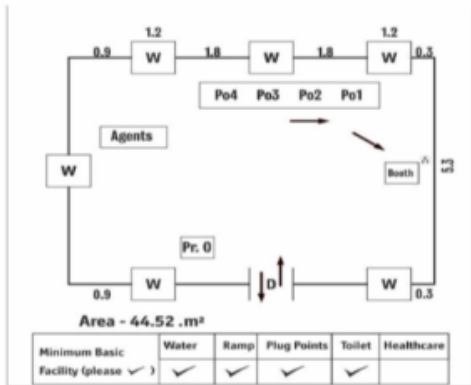 1.2 1.2
0.9 W 1.8 W 1.8 W 0.3
Po4 Po3 Po2 Po1
Agents
W Booth 5.3
Pr. O
0.9 W D W 0.3
Area - 44.52 .m²
Minimum Basic Facility (please ✓) Water Ramp Plug Points Toilet Healthcare
✓ ✓ ✓ ✓